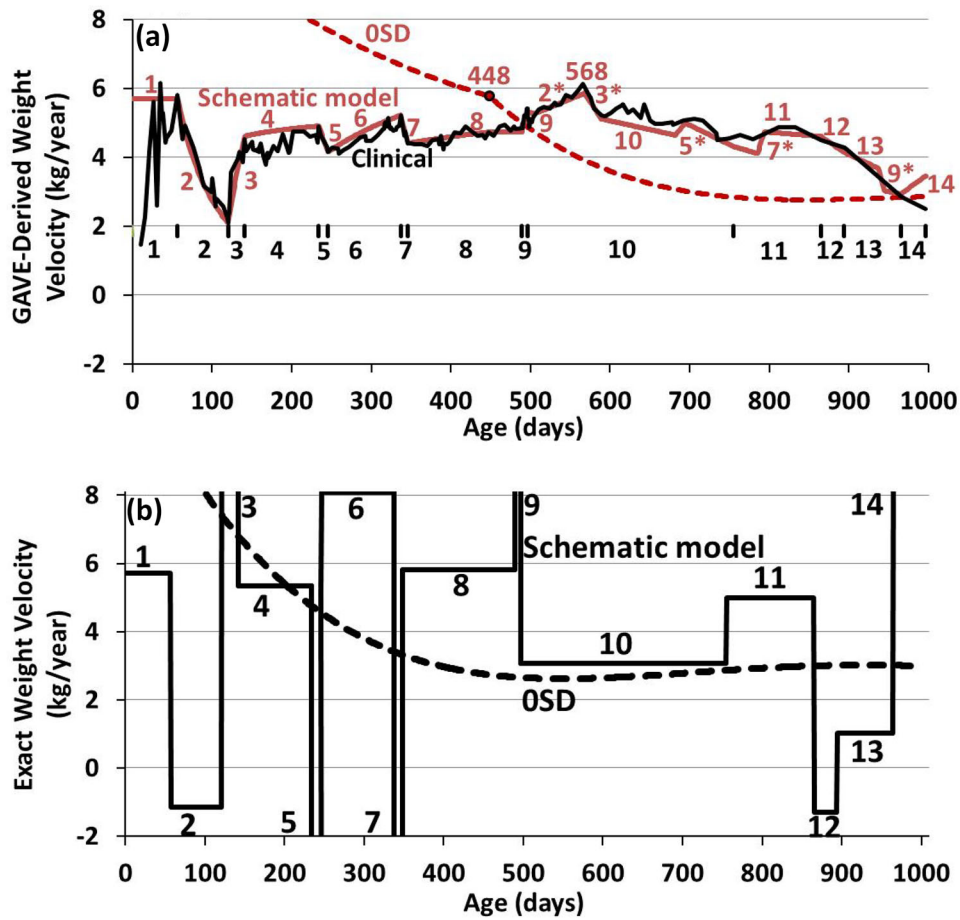 (a)
8
6
4
2
0
-2
GAVE-Derived Weight
Velocity (kg/year)
0SD
448
568
Schematic model
Clinical
1
2
3
4
5
6
7
8
9
2*
3*
10
5*
11
7*
12
13
9*
14
1 2 3 4 5 6 7 8 9 10 11 12 13 14
0 100 200 300 400 500 600 700 800 900 1000
Age (days)
(b)
8
6
4
2
0
-2
Exact Weight Velocity
(kg/year)
1
2
3
4
5
6
7
8
9
Schematic model
10
0SD
11
12
13
14
0 100 200 300 400 500 600 700 800 900 1000
Age (days)